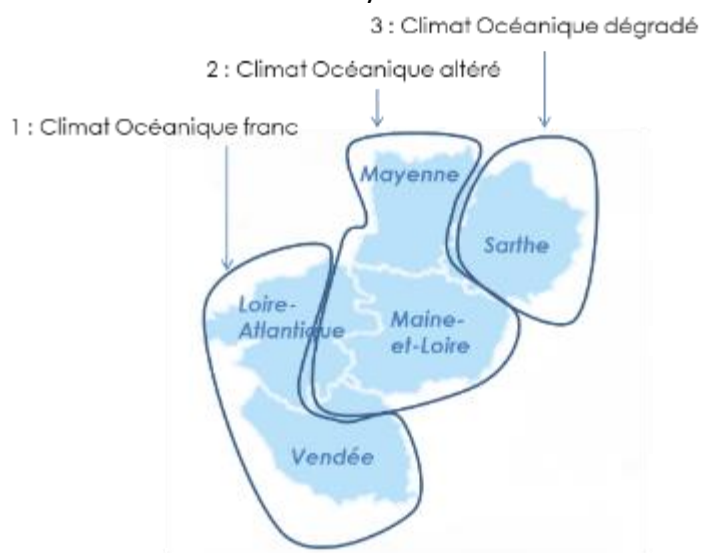 3 : Climat Océanique dégradé
2 : Climat Océanique altéré
1 : Climat Océanique franc
Mayenne
Sarthe
Loire-
Atlantique
Maine-
et-Loire
Vendée